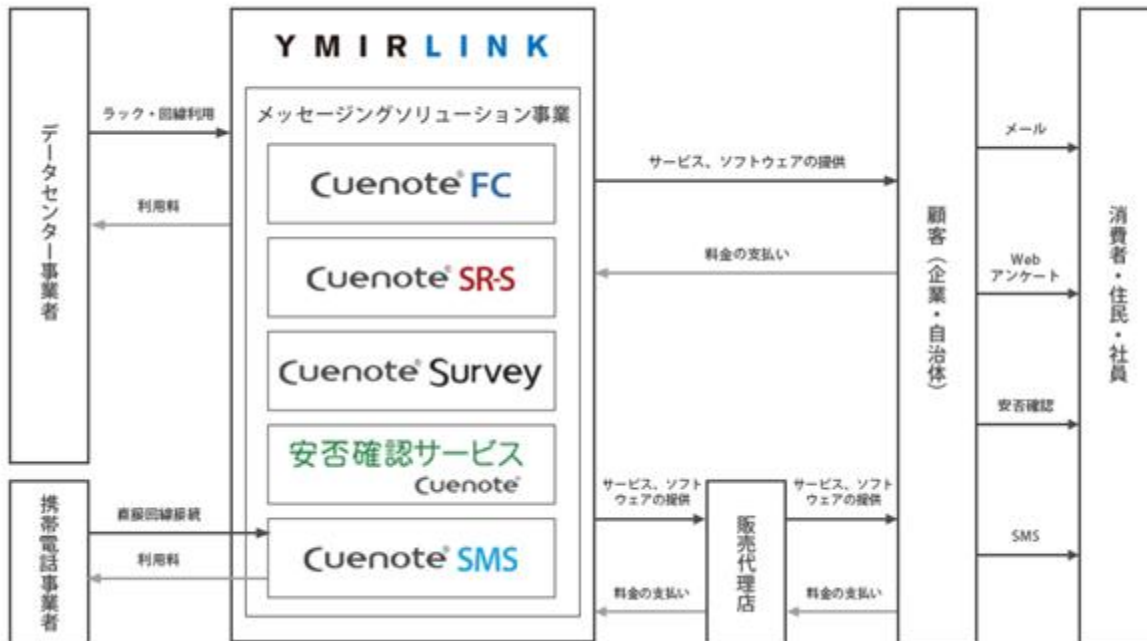 YMIRLINK
メッセージングソリューション事業
Cuenote® FC
Cuenote® SR-S
Cuenote® Survey
安否確認サービス
Cuenote®
Cuenote® SMS
データセンター事業者
ラック・回線利用
利用料
携帯電話事業者
直接回線接続
利用料
サービス、ソフトウェアの提供
料金の支払い
サービス、ソフト
ウェアの提供
料金の支払い
販売代理店
サービス、ソフト
ウェアの提供
料金の支払い
顧客（企業・自治体）
メール
Web
アンケート
安否確認
SMS
消費者・住民・社員